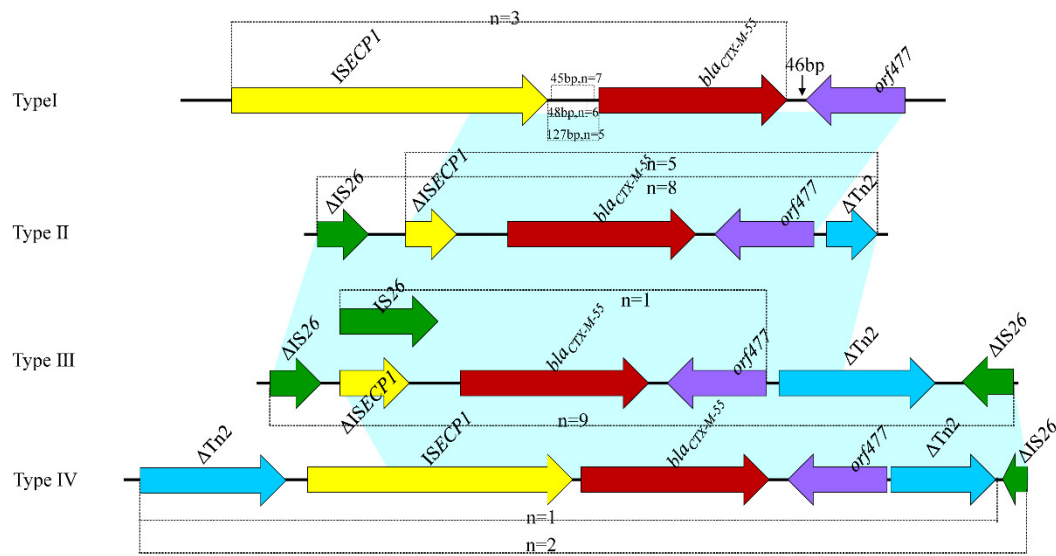 n=3
ISECP1
blaCTX-M-55
46bp
orf477
TypeI
45bp,n=7
48bp,n=6
127bp,n=5
n=5
n=8
ΔIS26
ΔISECP1
blaCTX-M-55
orf477
ΔTn2
Type II
IS26
n=1
ΔIS26
ΔISECP1
blaCTX-M-55
orf477
ΔTn2
ΔIS26
Type III
n=9
ΔTn2
ISECP1
blaCTX-M-55
orf477
ΔTn2
ΔIS26
Type IV
n=1
n=2